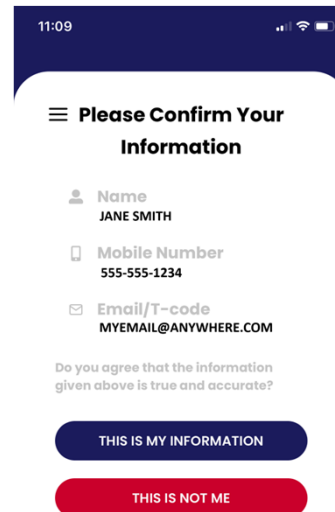 11:09
Please Confirm Your
Information
Name
JANE SMITH
Mobile Number
555-555-1234
Email/T-code
MYEMAIL@ANYWHERE.COM
Do you agree that the information
given above is true and accurate?
THIS IS MY INFORMATION
THIS IS NOT ME